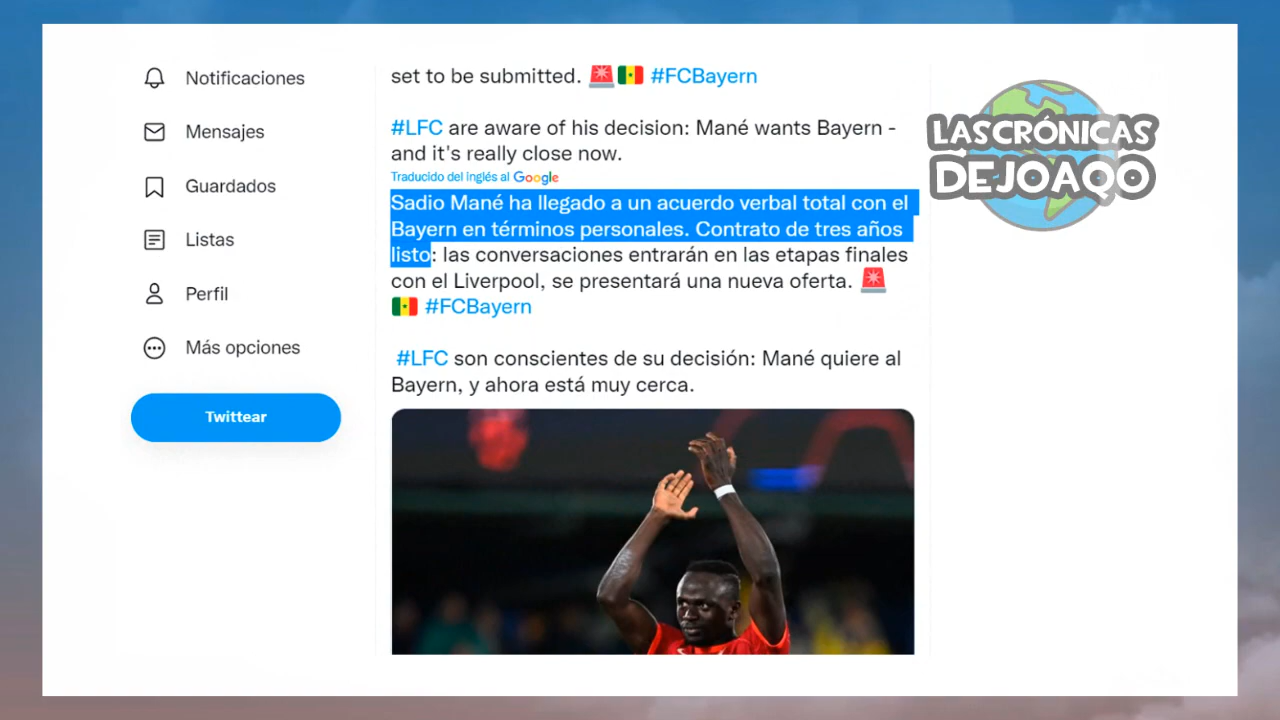 Notificaciones
Mensajes
Guardados
Listas
Perfil
Más opciones
Twittear
set to be submitted. 🚨🇸🇳 #FCBayern
#LFC are aware of his decision: Mané wants Bayern -
and it's really close now.
Traducido del inglés al Google
Sadio Mané ha llegado a un acuerdo verbal total con el
Bayern en términos personales. Contrato de tres años
listo: las conversaciones entrarán en las etapas finales
con el Liverpool, se presentará una nueva oferta. 🚨
🇸🇳 #FCBayern
#LFC son conscientes de su decisión: Mané quiere al
Bayern, y ahora está muy cerca.
LASCRÓNICAS
DEJOAQO